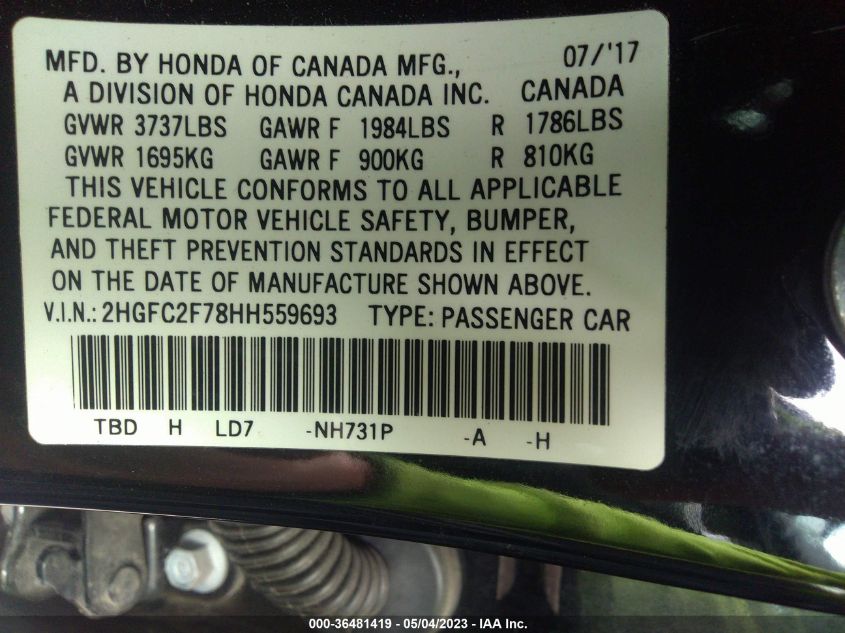 MFD. BY HONDA OF CANADA MFG., 07/'17
A DIVISION OF HONDA CANADA INC. CANADA
GVWR 3737LBS GAWR F 1984LBS R 1786LBS
GVWR 1695KG GAWR F 900KG R 810KG
THIS VEHICLE CONFORMS TO ALL APPLICABLE
FEDERAL MOTOR VEHICLE SAFETY, BUMPER,
AND THEFT PREVENTION STANDARDS IN EFFECT
ON THE DATE OF MANUFACTURE SHOWN ABOVE.
V.I.N.: 2HGFC2F78HH559693 TYPE: PASSENGER CAR
TBD H LD7 -NH731P -A -H
000-36481419 - 05/04/2023 - IAA Inc.